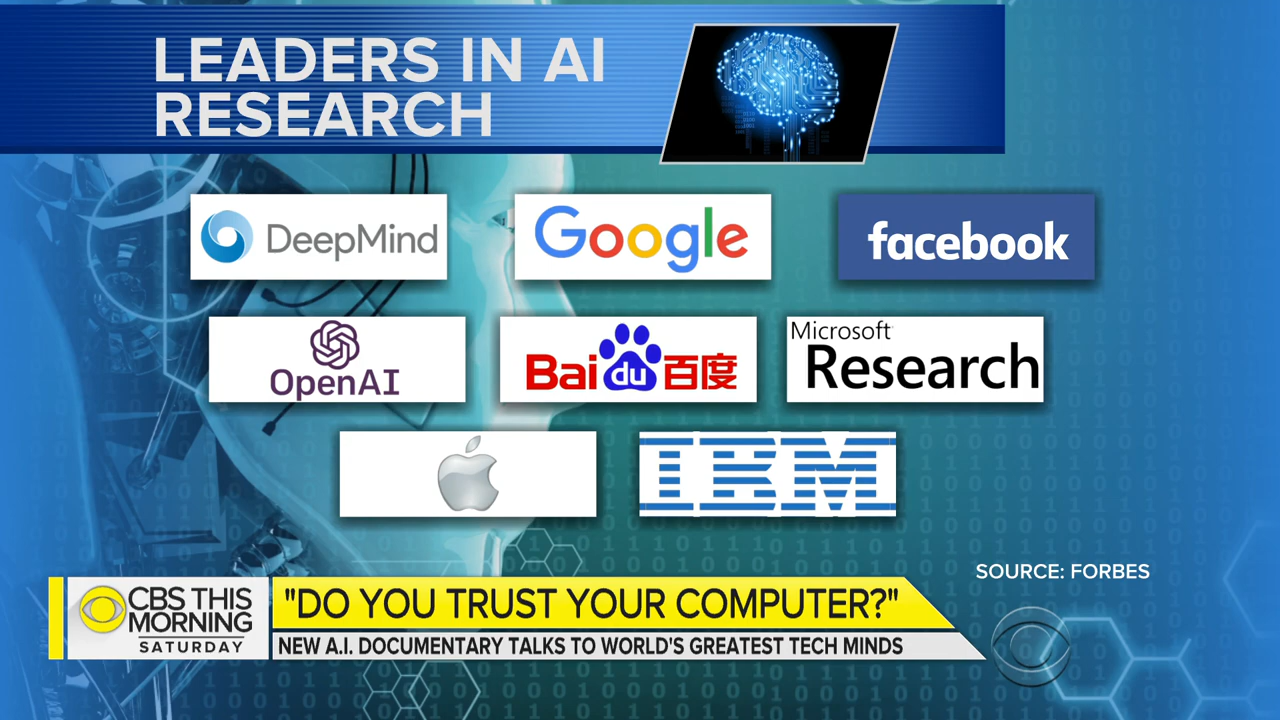 LEADERS IN AI
RESEARCH
DeepMind
Google
facebook
OpenAI
Baidu百度
Microsoft
Research
IBM
SOURCE: FORBES
CBS THIS
MORNING
SATURDAY
"DO YOU TRUST YOUR COMPUTER?"
NEW A.I. DOCUMENTARY TALKS TO WORLD'S GREATEST TECH MINDS